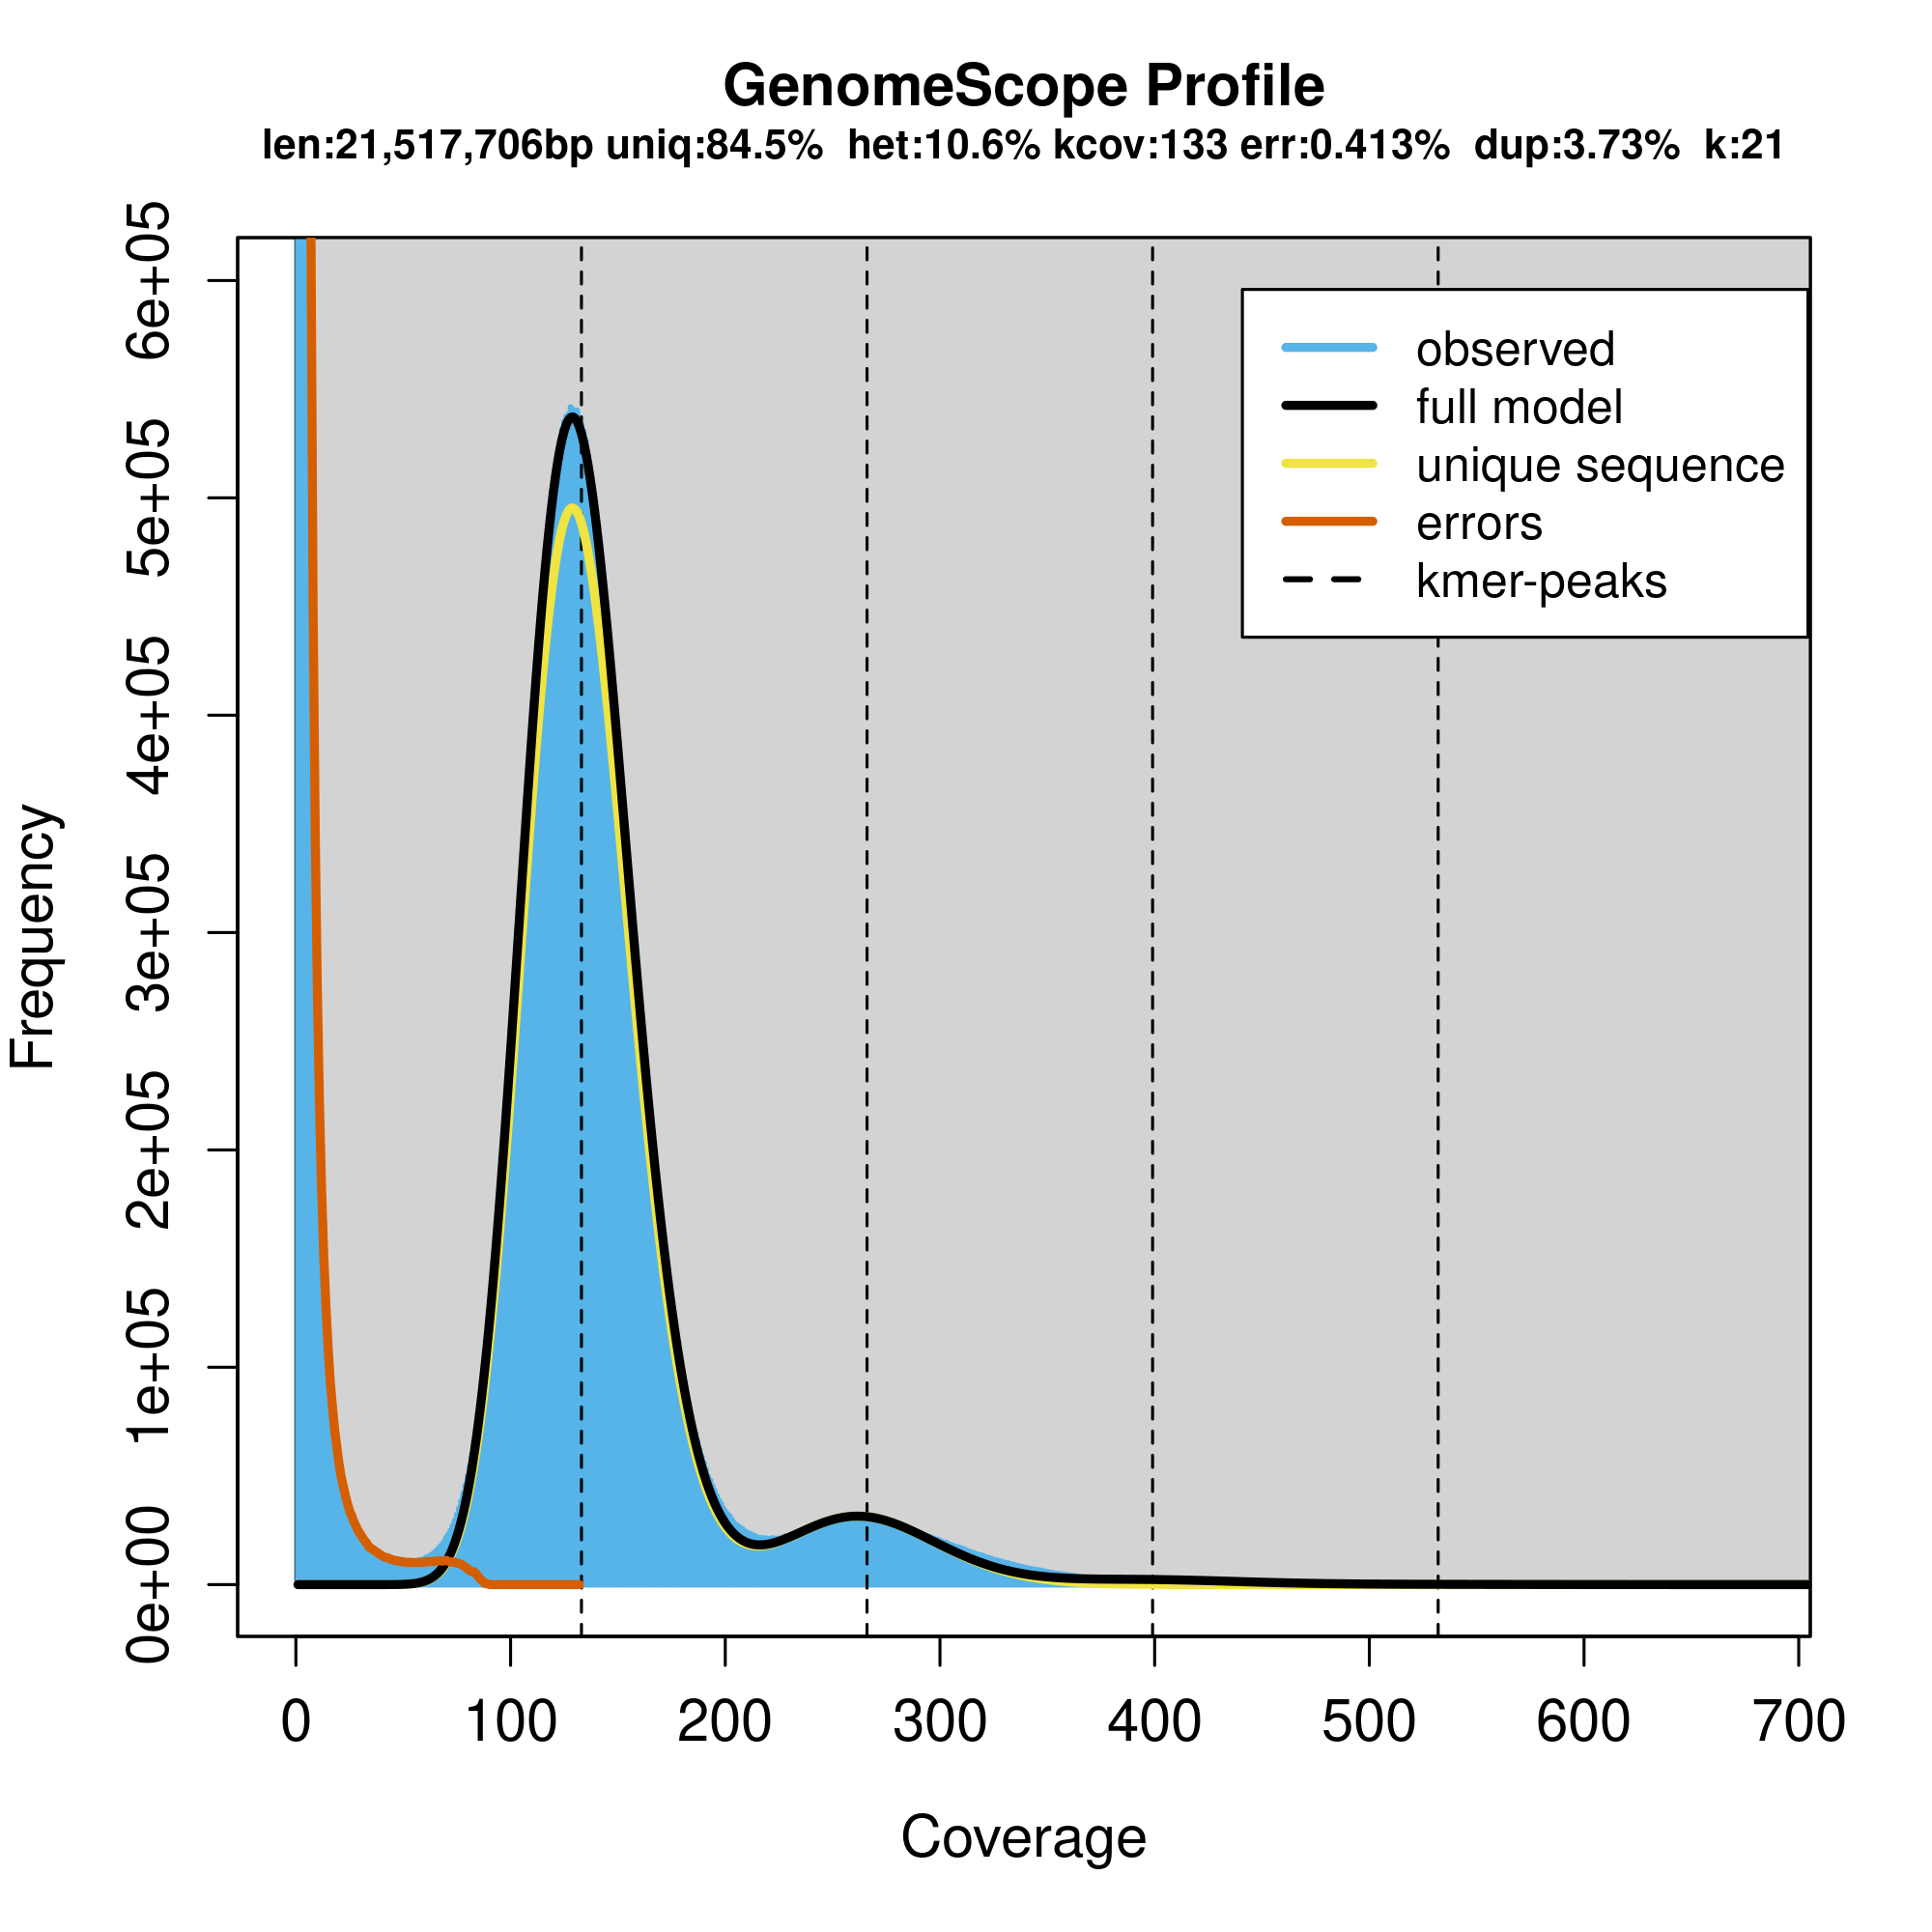 GenomeScope Profile
len:21,517,706bp uniq:84.5% het:10.6% kcov:133 err:0.413% dup:3.73% k:21
Frequency
6e+05
5e+05
4e+05
3e+05
2e+05
1e+05
0e+00
observed
full model
unique sequence
errors
kmer-peaks
0 100 200 300 400 500 600 700
Coverage